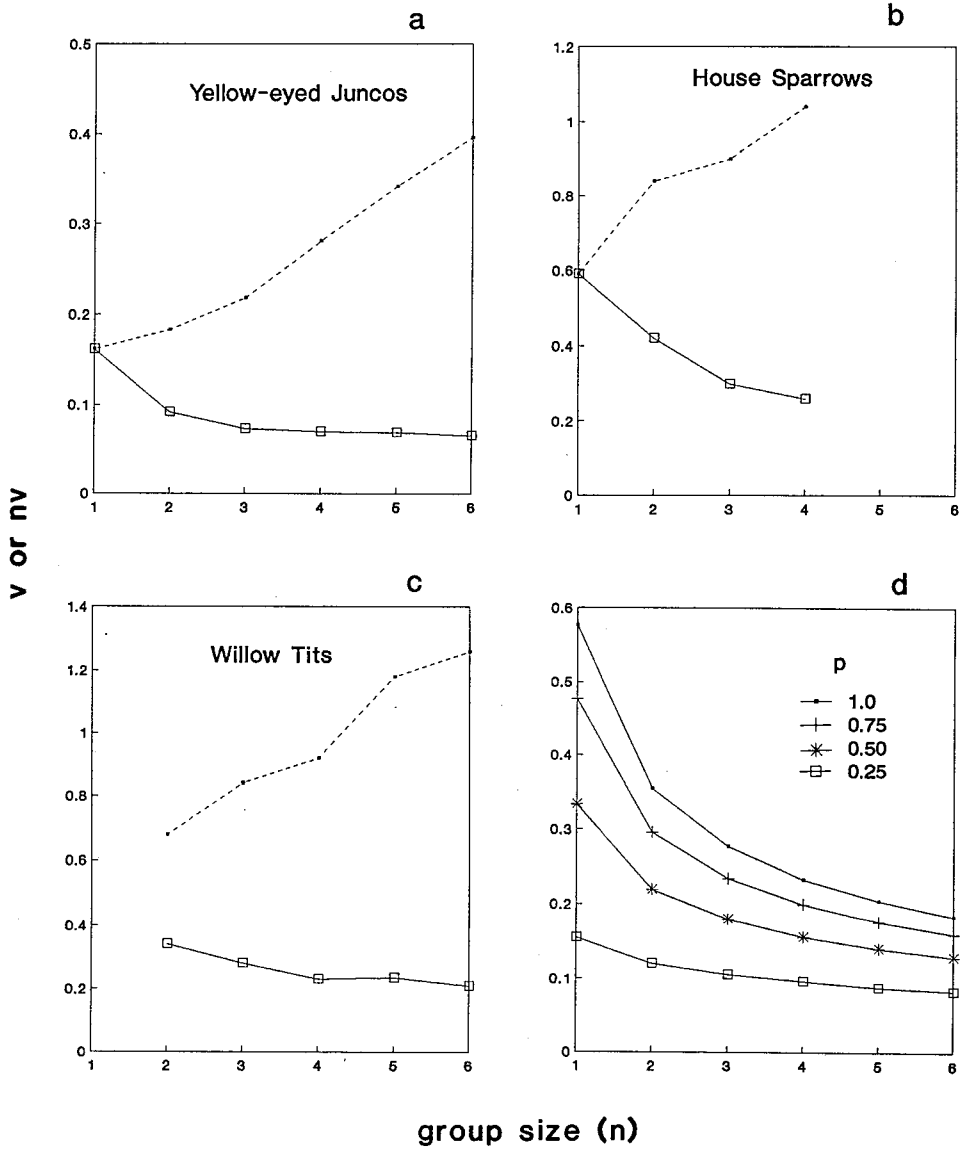 a
0.5
0.4
0.3
0.2
0.1
0
1 2 3 4 5 6
Yellow-eyed Juncos
b
1.2
1
0.8
0.6
0.4
0.2
0
1 2 3 4 5 6
House Sparrows
v or nv
c
1.4
1.2
1
0.8
0.6
0.4
0.2
0
1 2 3 4 5 6
Willow Tits
d
0.6
0.5
0.4
0.3
0.2
0.1
0
1 2 3 4 5 6
p
1.0
0.75
0.50
0.25
group size (n)